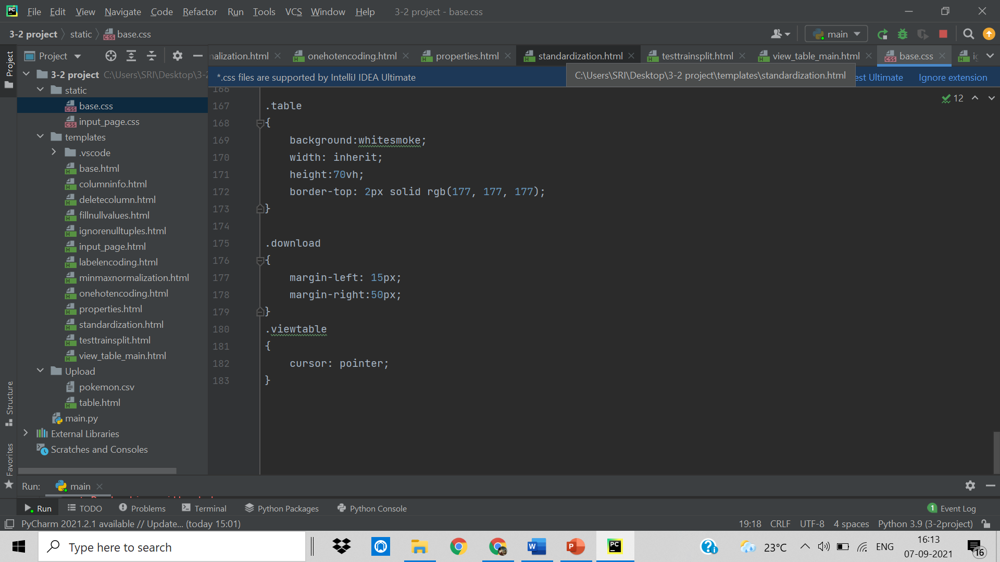 File Edit View Navigate Code Refactor Run Tools VCS Window Help 3-2 project - base.css
3-2 project static base.css main
Project
nalization.html onehotencoding.html properties.html standardization.html testtrainsplit.html view_table_main.html base.css
*.css files are supported by IntelliJ IDEA Ultimate
C:\Users\SRI\Desktop\3-2 project\templates\standardization.html
est Ultimate Ignore extension
12
Project
Structure
Favorites
3-2 project C:\Users\SRI\Desktop\3-2
static
base.css
input_page.css
templates
.vscode
base.html
columninfo.html
deletecolumn.html
fillnullvalues.html
ignorenulltuples.html
input_page.html
labelencoding.html
minmaxnormalization.html
onehotencoding.html
properties.html
standardization.html
testtrainsplit.html
view_table_main.html
Upload
pokemon.csv
table.html
main.py
External Libraries
Scratches and Consoles
166
167 .table
168 {
169 background:whitesmoke;
170 width: inherit;
171 height:70vh;
172 border-top: 2px solid rgb(177, 177, 177);
173 }
174
175 .download
176 {
177 margin-left: 15px;
178 margin-right:50px;
179 }
180 .viewtable
181 {
182 cursor: pointer;
183 }
Run: main
Run TODO Problems Terminal Python Packages Python Console 1 Event Log
PyCharm 2021.2.1 available // Update... (today 15:01) 19:18 CRLF UTF-8 4 spaces Python 3.9 (3-2project)
Type here to search
23°C ENG
16:13
07-09-2021
16